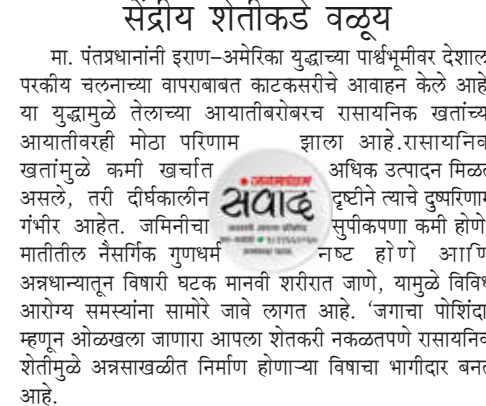 सेंद्रीय शेतीकडे वळूय
मा. पंतप्रधानांनी इराण–अमेरिका युद्धाच्या पार्श्वभूमीवर देशाल
परकीय चलनाच्या वापराबाबत काटकसरीचे आवाहन केले आहे
या युद्धामुळे तेलाच्या आयातीबरोबरच रासायनिक खतांच्य
आयातीवरही मोठा परिणाम झाला आहे.रासायनिक
खतांमुळे कमी खर्चात अधिक उत्पादन मिळत
असले, तरी दीर्घकालीन दृष्टीने त्याचे दुष्परिणाम
गंभीर आहेत. जमिनीचा सुपीकपणा कमी होणे
मातीतील नैसर्गिक गुणधर्म नष्ट होणे आणि
अन्नधान्यातून विषारी घटक मानवी शरीरात जाणे, यामुळे विविध
आरोग्य समस्यांना सामोरे जावे लागत आहे. ‘जगाचा पोशिंदा
म्हणून ओळखला जाणारा आपला शेतकरी नकळतपणे रासायनिक
शेतीमुळे अन्नसाखळीत निर्माण होणाऱ्या विषाचा भागीदार बनत
आहे.
संवाद